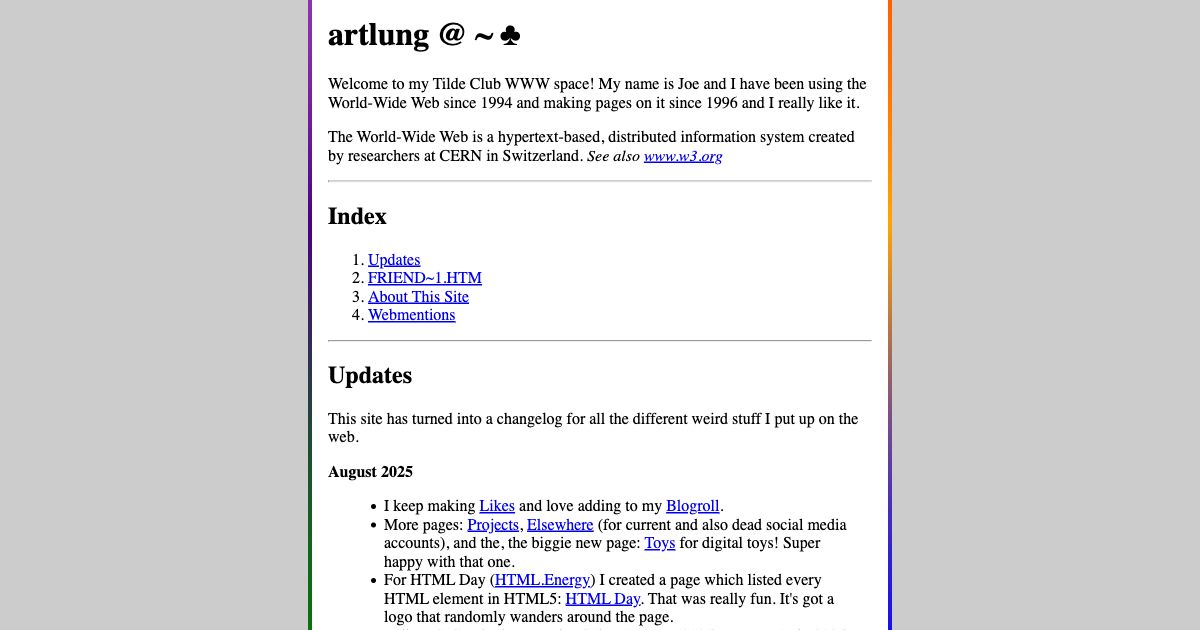 artlung @ ~ ♣
Welcome to my Tilde Club WWW space! My name is Joe and I have been using the
World-Wide Web since 1994 and making pages on it since 1996 and I really like it.
The World-Wide Web is a hypertext-based, distributed information system created
by researchers at CERN in Switzerland. See also www.w3.org
Index
1. Updates
2. FRIEND~1.HTM
3. About This Site
4. Webmentions
Updates
This site has turned into a changelog for all the different weird stuff I put up on the
web.
August 2025
• I keep making Likes and love adding to my Blogroll.
• More pages: Projects, Elsewhere (for current and also dead social media
accounts), and the, the biggie new page: Toys for digital toys! Super
happy with that one.
• For HTML Day (HTML.Energy) I created a page which listed every
HTML element in HTML5: HTML Day. That was really fun. It's got a
logo that randomly wanders around the page.